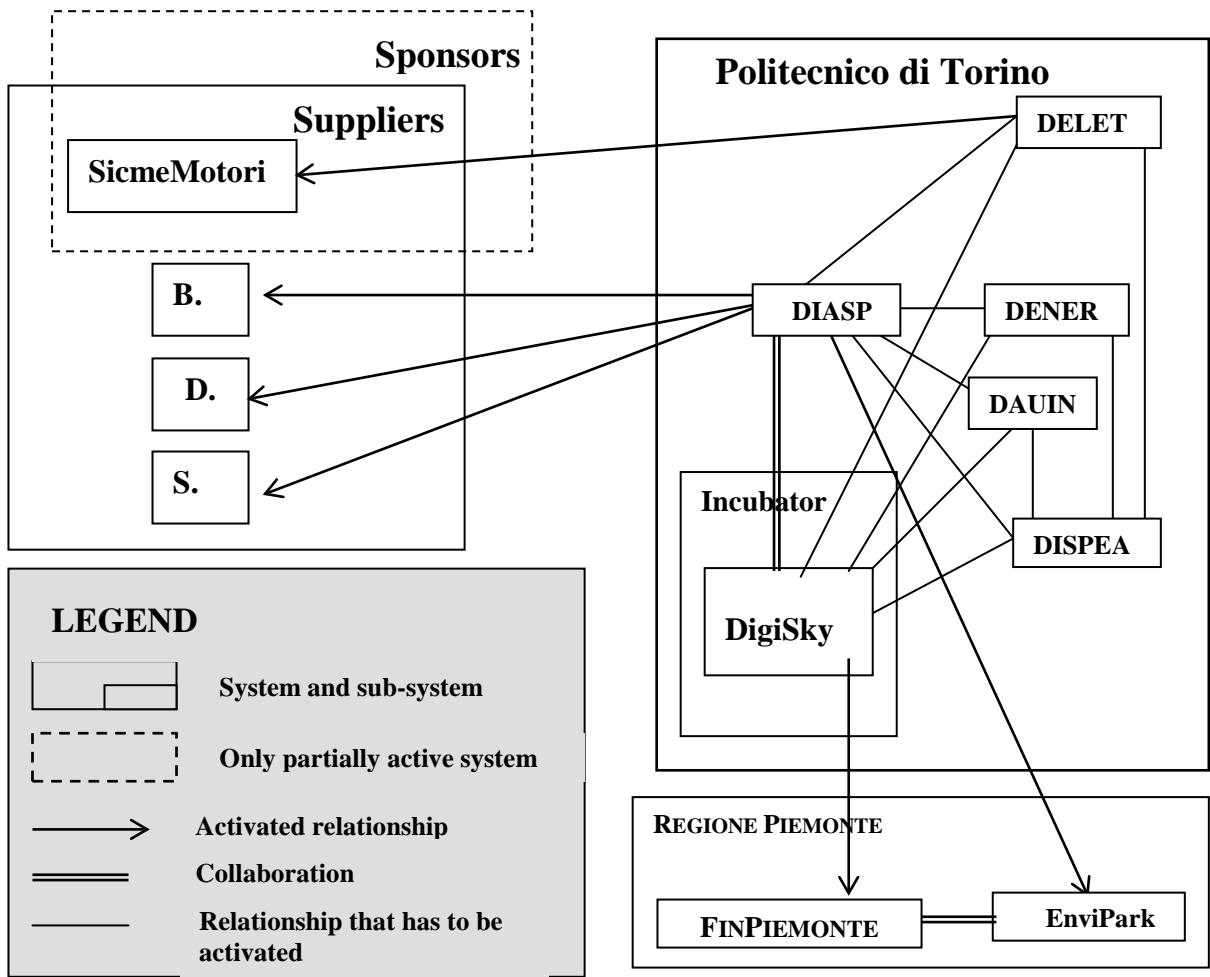 Sponsors
Suppliers
SicmeMotori
B.
D.
S.
Politecnico di Torino
DELET
DIASP
DENER
DAUIN
Incubator
DISPEA
DigiSky
LEGEND
System and sub-system
Only partially active system
Activated relationship
Collaboration
Relationship that has to be
activated
REGIONE PIEMONTE
FINPIEMONTE
EnviPark